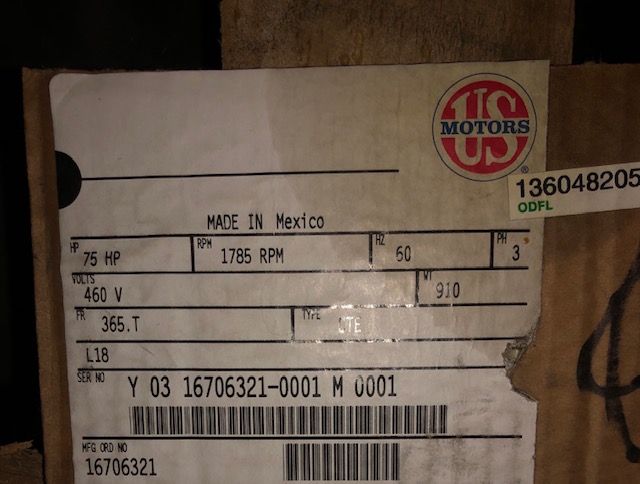 US
MOTORS
®
136048205
ODFL
MADE IN Mexico
HP 75 HP RPM 1785 RPM HZ 60 PH 3
VOLTS 460 V WT 910
FR 365.T TYPE
L18
SER NO Y 03 16706321-0001 M 0001
MFG ORD NO
16706321